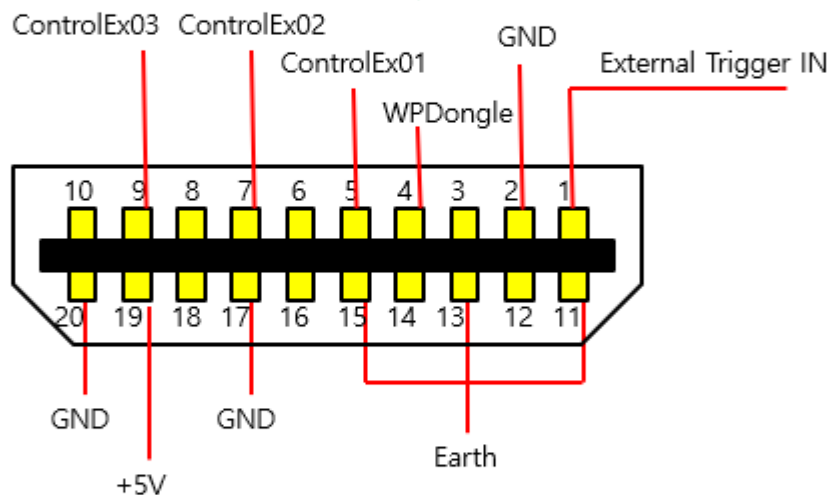 ControlEx03 ControlEx02 GND
ControlEx01 External Trigger IN
WPDongle
10 9 8 7 6 5 4 3 2 1
20 19 18 17 16 15 14 13 12 11
GND GND
Earth
+5V